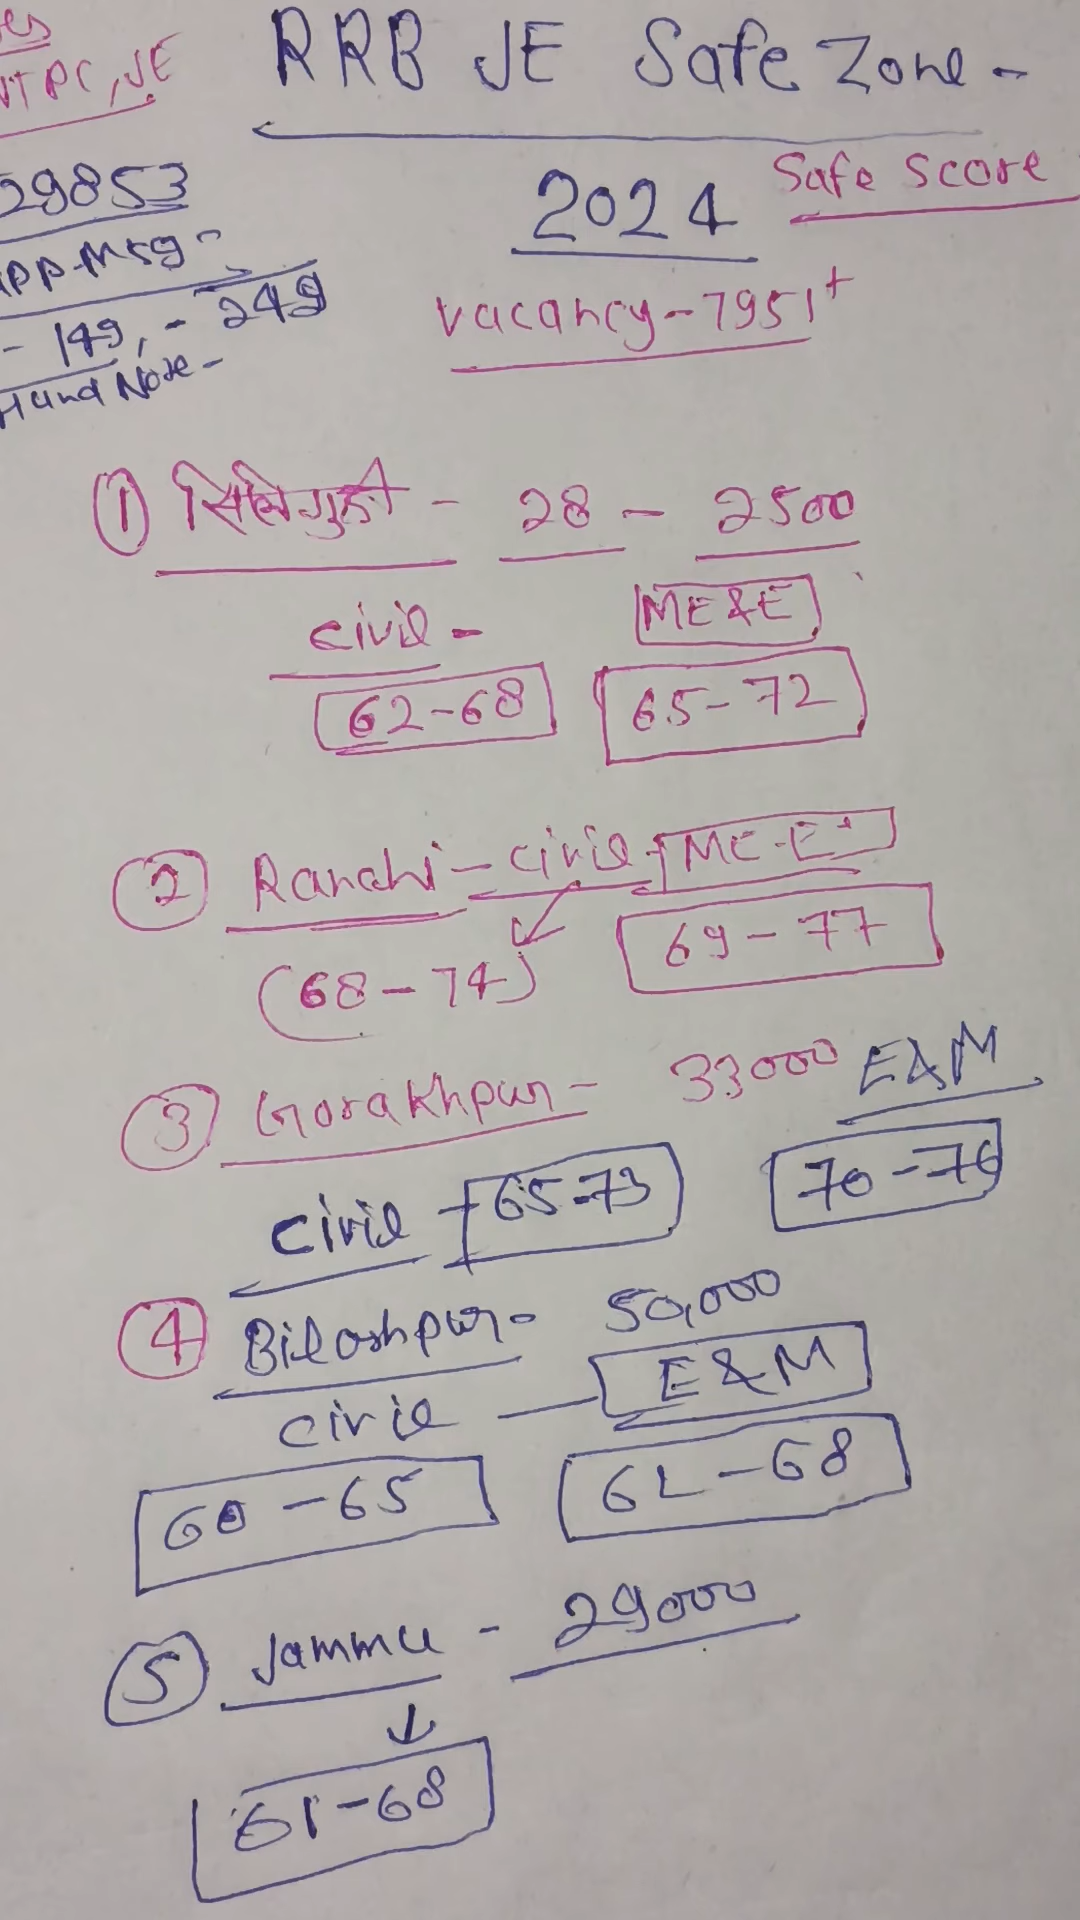 NTPC, JE
RRB JE Safe Zone -
29853
2024
Safe Score
APP-Msg -
Vacancy - 7951+
- 149, - 249
Hand Note -
① सिलिगुड़ी - 28 - 2500
Civil - ME&E
62-68 65-72
② Ranchi - Civil - ME-E
(68-74) 69-77
③ Gorakhpur - 33000 E&M
Civil - 65-73 70-76
④ Bilashpur - 50,000
Civil - E&M
60-65 62-68
⑤ Jammu - 29000
61-68